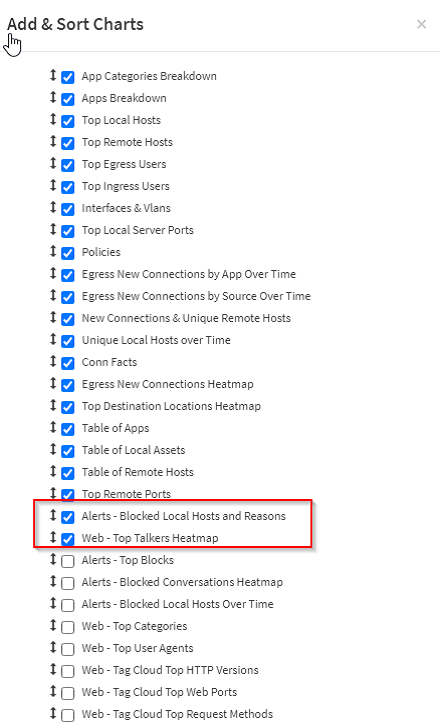 Add & Sort Charts
App Categories Breakdown
Apps Breakdown
Top Local Hosts
Top Remote Hosts
Top Egress Users
Top Ingress Users
Interfaces & Vlans
Top Local Server Ports
Policies
Egress New Connections by App Over Time
Egress New Connections by Source Over Time
New Connections & Unique Remote Hosts
Unique Local Hosts over Time
Conn Facts
Egress New Connections Heatmap
Top Destination Locations Heatmap
Table of Apps
Table of Local Assets
Table of Remote Hosts
Top Remote Ports
Alerts - Blocked Local Hosts and Reasons
Web - Top Talkers Heatmap
Alerts - Top Blocks
Alerts - Blocked Conversations Heatmap
Alerts - Blocked Local Hosts Over Time
Web - Top Categories
Web - Top User Agents
Web - Tag Cloud Top HTTP Versions
Web - Tag Cloud Top Web Ports
Web - Tag Cloud Top Request Methods